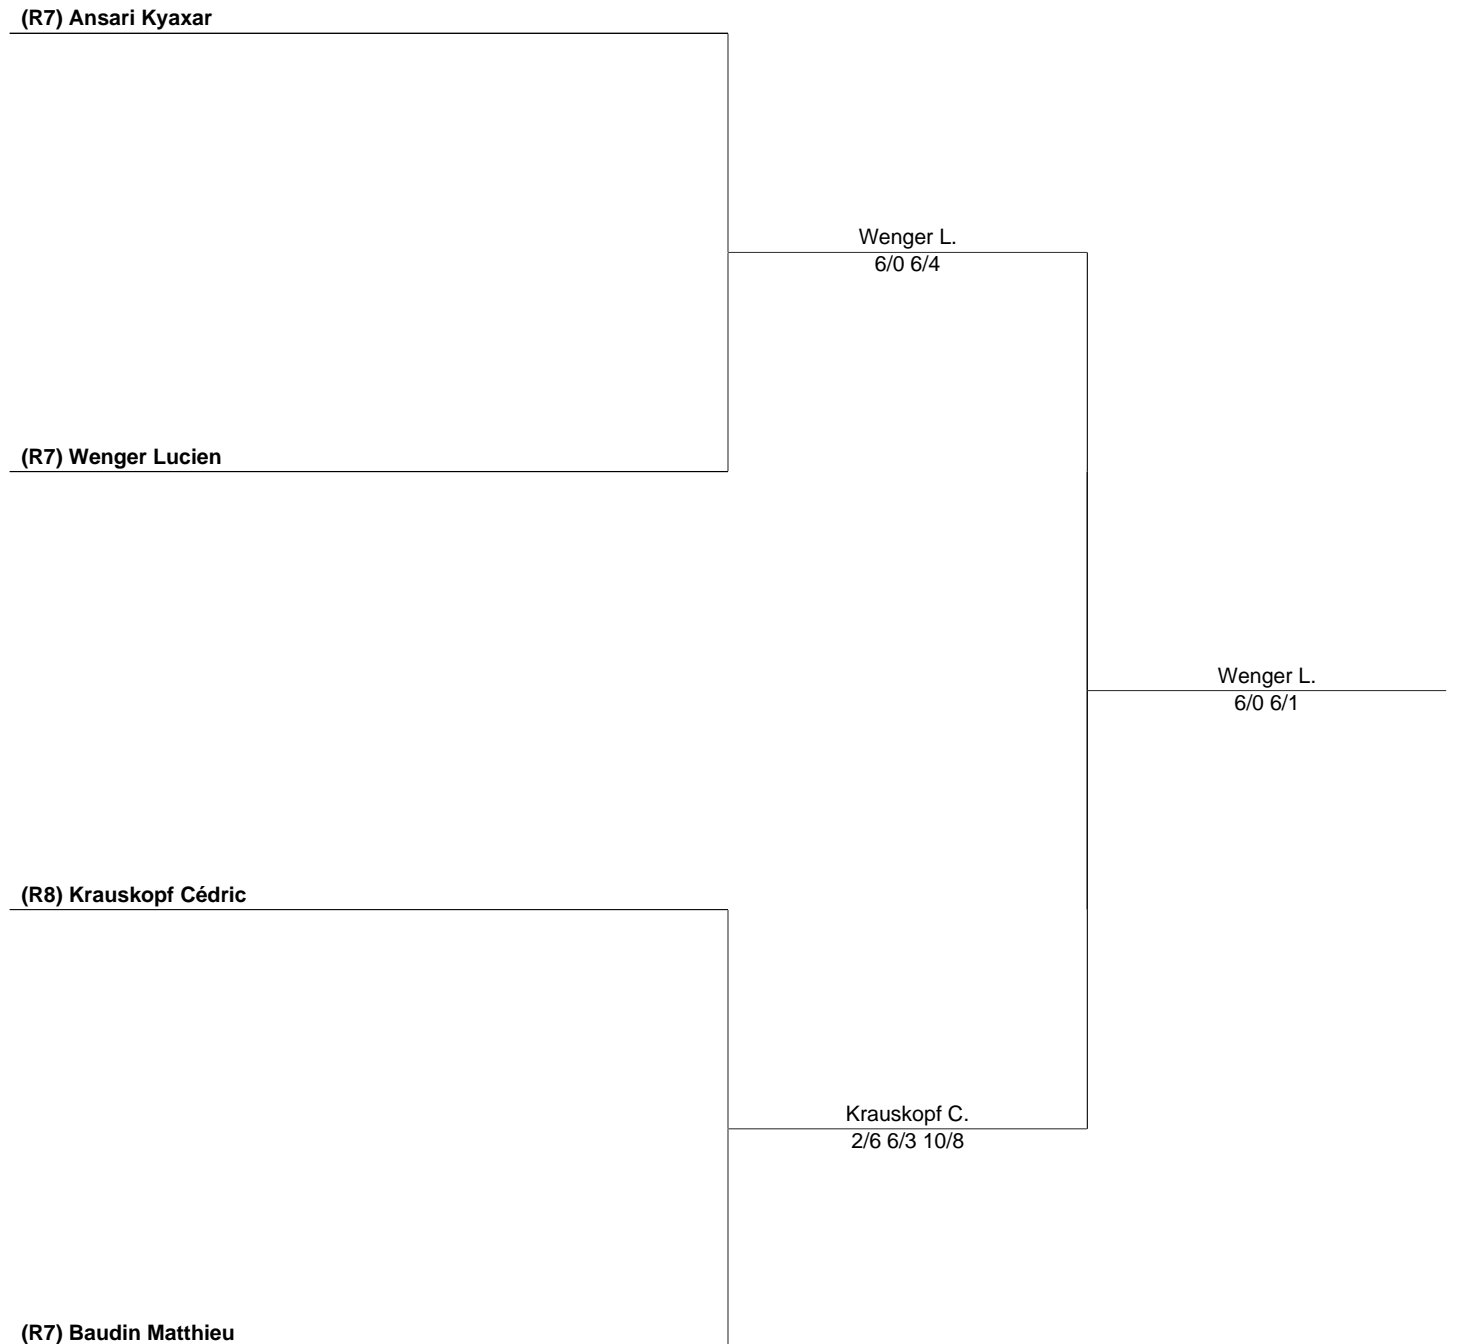 (R7) Ansari Kyaxar
Wenger L.
6/0 6/4
(R7) Wenger Lucien
Wenger L.
6/0 6/1
(R8) Krauskopf Cédric
Krauskopf C.
2/6 6/3 10/8
(R7) Baudin Matthieu